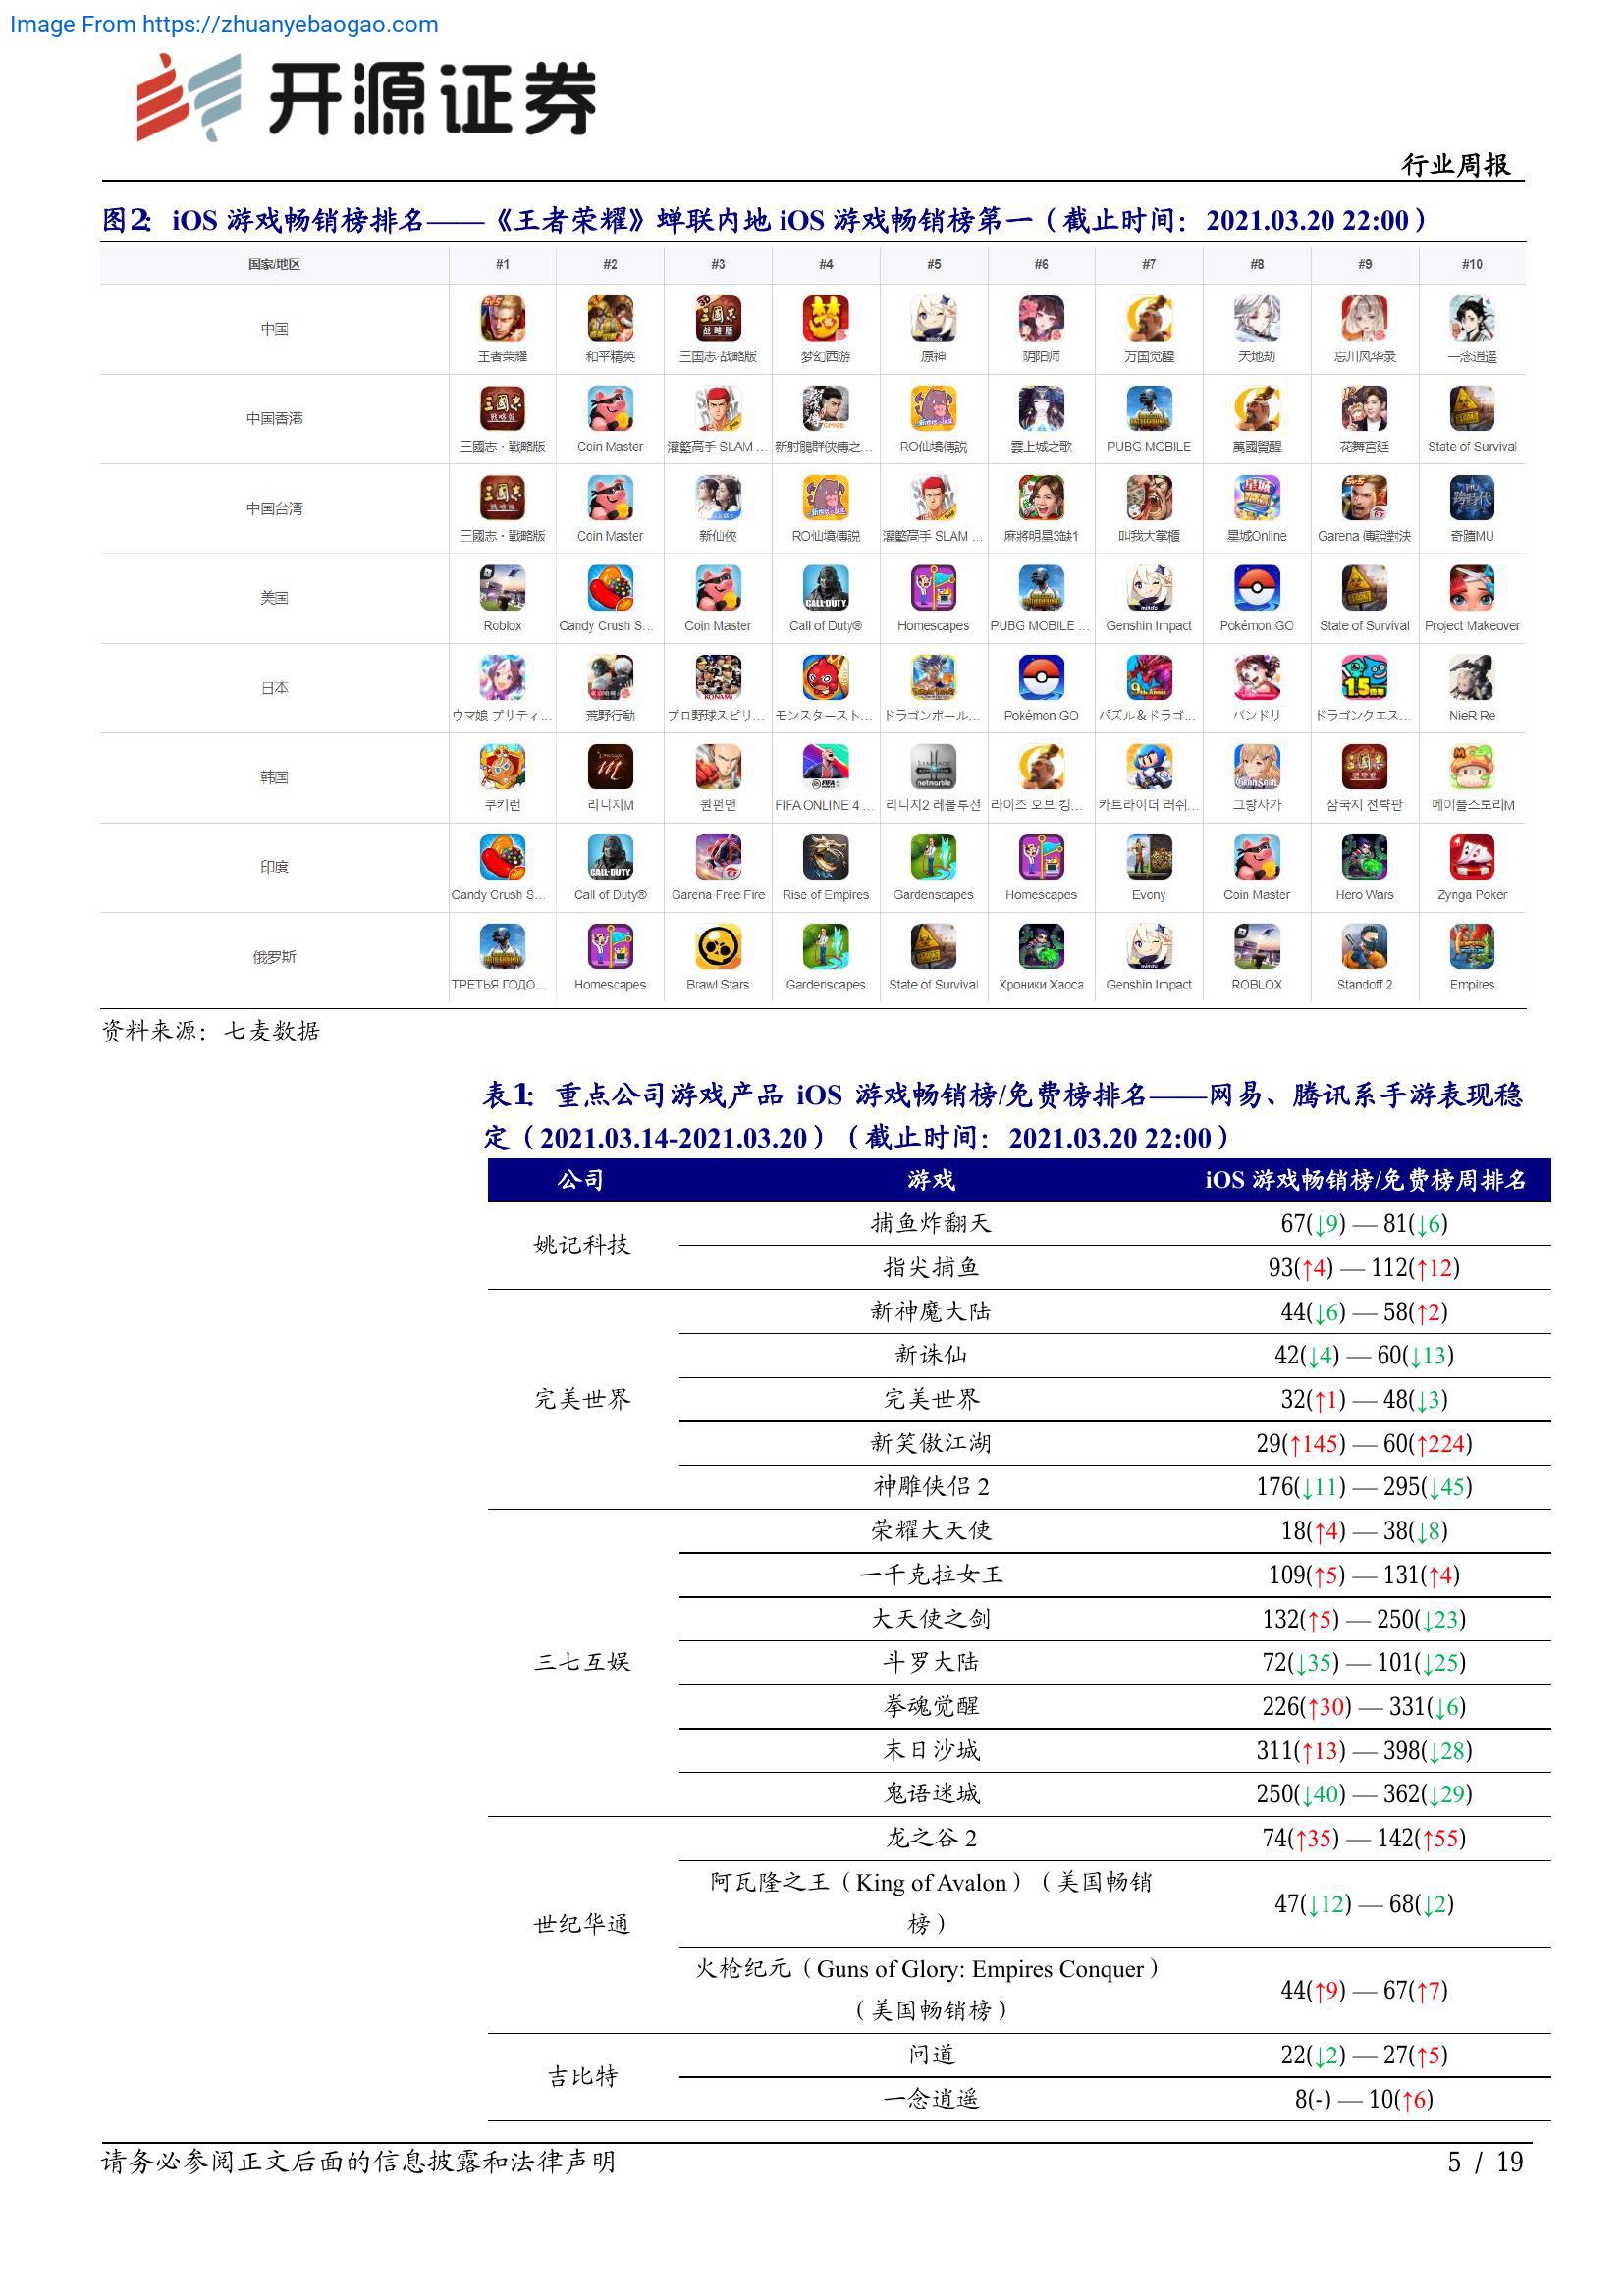 Image From https://zhuanyebaogao.com
开源证券
行业周报
图2： iOS 游戏畅销榜排名——《王者荣耀》蝉联内地 iOS 游戏畅销榜第一（截止时间：2021.03.20 22:00）
国家/地区 #1 #2 #3 #4 #5 #6 #7 #8 #9 #10
中国 王者荣耀 和平精英 三国志·战略版 梦幻西游 原神 阴阳师 万国觉醒 天地劫 忘川风华录 一念逍遥
中国香港 三國志·戰略版 Coin Master 灌籃高手 SLAM ... 新射鵰群俠傳之... RO仙境傳説 雲上城之歌 PUBG MOBILE 萬國覺醒 花舞宮廷 State of Survival
中国台湾 三國志·戰略版 Coin Master 新仙俠 RO仙境傳説 灌籃高手 SLAM ... 麻將明星3缺1 叫我大掌櫃 星城Online Garena 傳說對決 奇蹟MU
美国 Roblox Candy Crush S... Coin Master Call of Duty® Homescapes PUBG MOBILE ... Genshin Impact Pokémon GO State of Survival Project Makeover
日本 ウマ娘 プリティ... 荒野行動 プロ野球スピリ... モンスタースト... ドラゴンボール... Pokémon GO パズル＆ドラゴ... バンドリ ドラゴンクエス... NieR Re
韩国 쿠키런 리니지M 원펀맨 FIFA ONLINE 4 ... 리니지2 레볼루션 라이즈 오브 킹... 카트라이더 러쉬... 그랑사가 삼국지 전략판 메이플스토리M
印度 Candy Crush S... Call of Duty® Garena Free Fire Rise of Empires Gardenscapes Homescapes Evony Coin Master Hero Wars Zynga Poker
俄罗斯 ТРЕТЬЯ ГОДО... Homescapes Brawl Stars Gardenscapes State of Survival Хроники Хаоса Genshin Impact ROBLOX Standoff 2 Empires
资料来源：七麦数据
表1： 重点公司游戏产品 iOS 游戏畅销榜/免费榜排名——网易、腾讯系手游表现稳
定（2021.03.14-2021.03.20）（截止时间：2021.03.20 22:00）
公司 游戏 iOS 游戏畅销榜/免费榜周排名
姚记科技 捕鱼炸翻天 67(↓9) — 81(↓6)
指尖捕鱼 93(↑4) — 112(↑12)
完美世界 新神魔大陆 44(↓6) — 58(↑2)
新诛仙 42(↓4) — 60(↓13)
完美世界 32(↑1) — 48(↓3)
新笑傲江湖 29(↑145) — 60(↑224)
神雕侠侣 2 176(↓11) — 295(↓45)
三七互娱 荣耀大天使 18(↑4) — 38(↓8)
一千克拉女王 109(↑5) — 131(↑4)
大天使之剑 132(↑5) — 250(↓23)
斗罗大陆 72(↓35) — 101(↓25)
拳魂觉醒 226(↑30) — 331(↓6)
末日沙城 311(↑13) — 398(↓28)
鬼语迷城 250(↓40) — 362(↓29)
世纪华通 龙之谷 2 74(↑35) — 142(↑55)
阿瓦隆之王（King of Avalon）（美国畅销
榜） 47(↓12) — 68(↓2)
火枪纪元（Guns of Glory: Empires Conquer）
（美国畅销榜） 44(↑9) — 67(↑7)
吉比特 问道 22(↓2) — 27(↑5)
一念逍遥 8(-) — 10(↑6)
请务必参阅正文后面的信息披露和法律声明 5 / 19